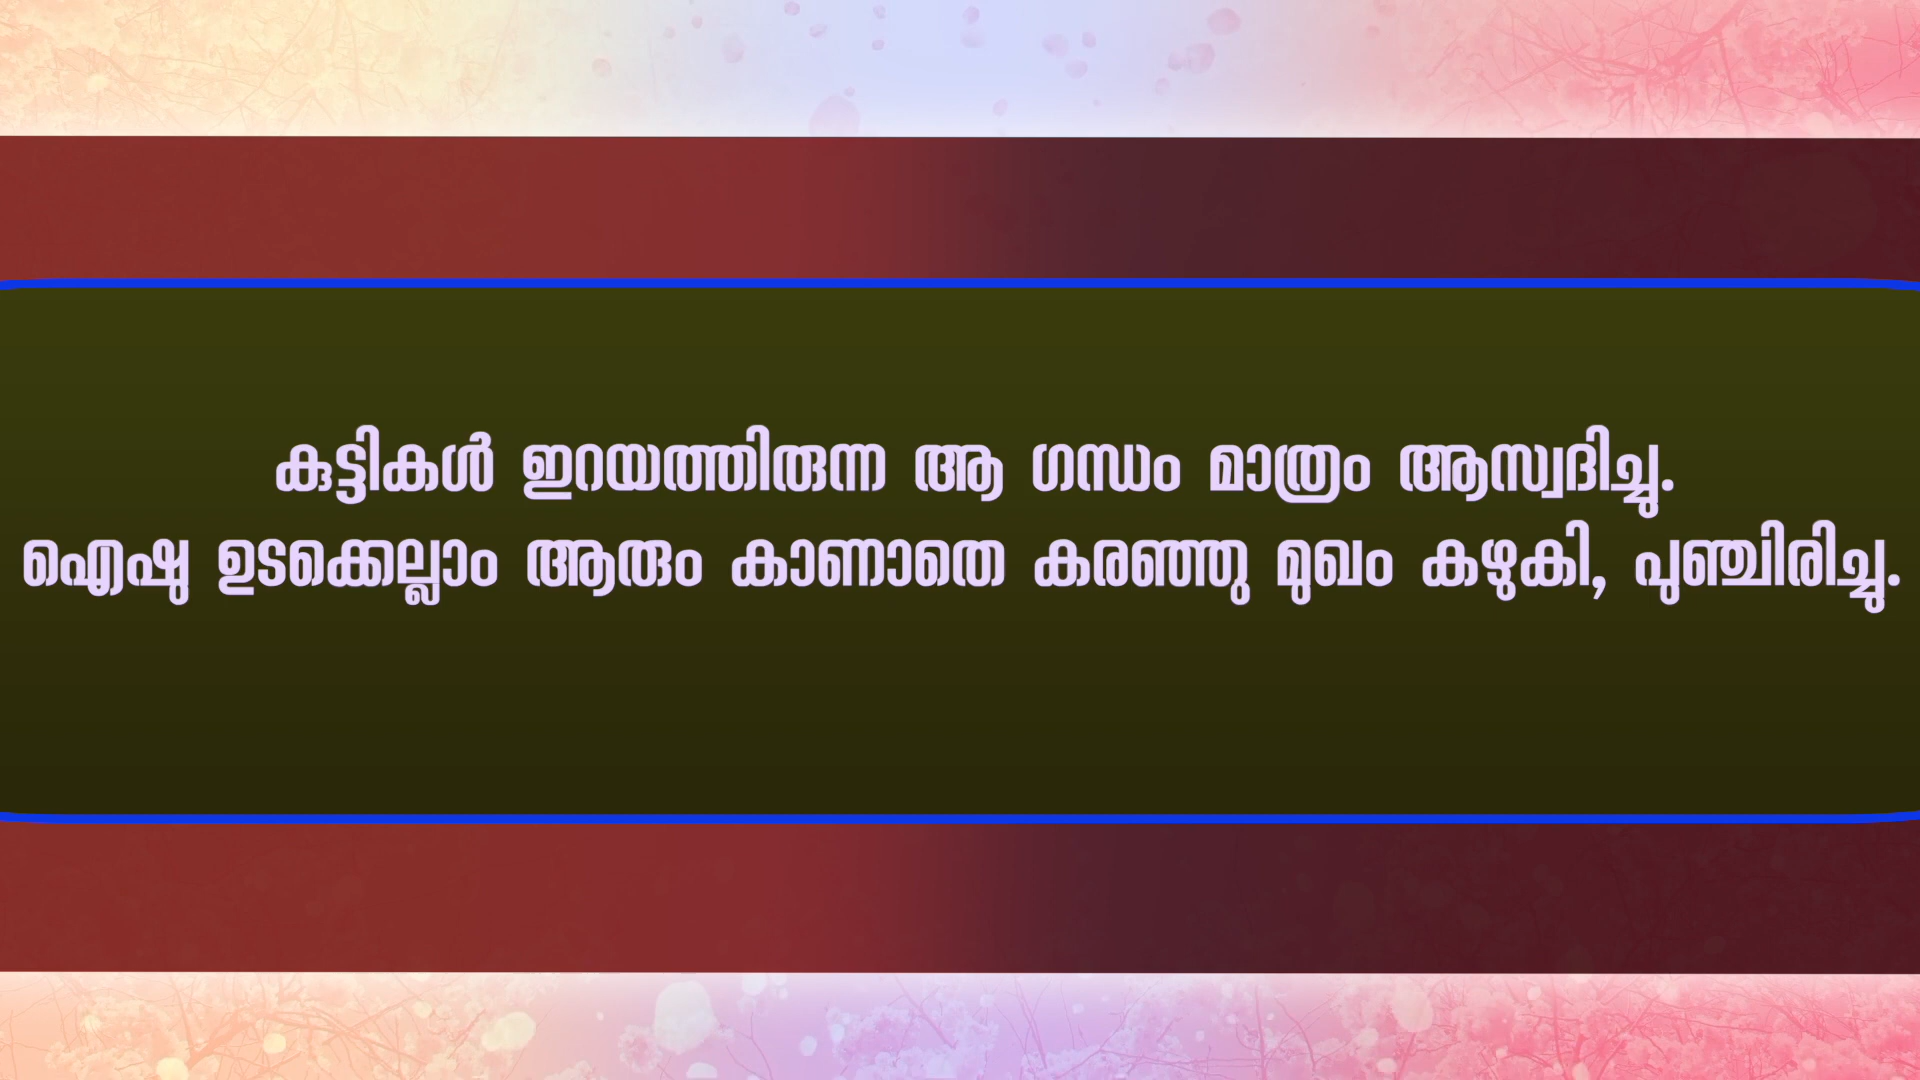 കുട്ടികൾ ഇറയത്തിരുന്ന ആ ഗന്ധം മാത്രം ആസ്വദിച്ചു.
ഐഷു ഉടക്കെല്ലാം ആരും കാണാതെ കരഞ്ഞു മുഖം കഴുകി, പുഞ്ചിരിച്ചു.